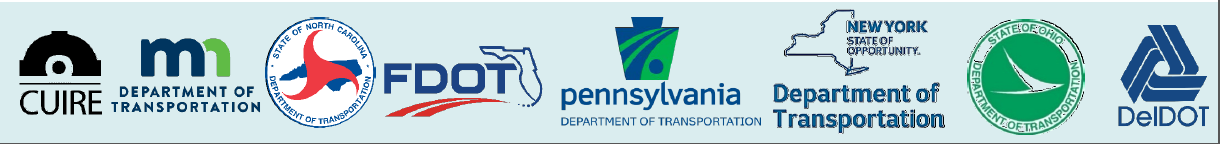 CUIRE
mn
DEPARTMENT OF
TRANSPORTATION
STATE OF NORTH CAROLINA
DEPARTMENT OF TRANSPORTATION
FDOT
pennsylvania
DEPARTMENT OF TRANSPORTATION
NEW YORK
STATE OF
OPPORTUNITY.
Department of
Transportation
STATE OF OHIO
DEPARTMENT OF TRANSPORTATION
DelDOT